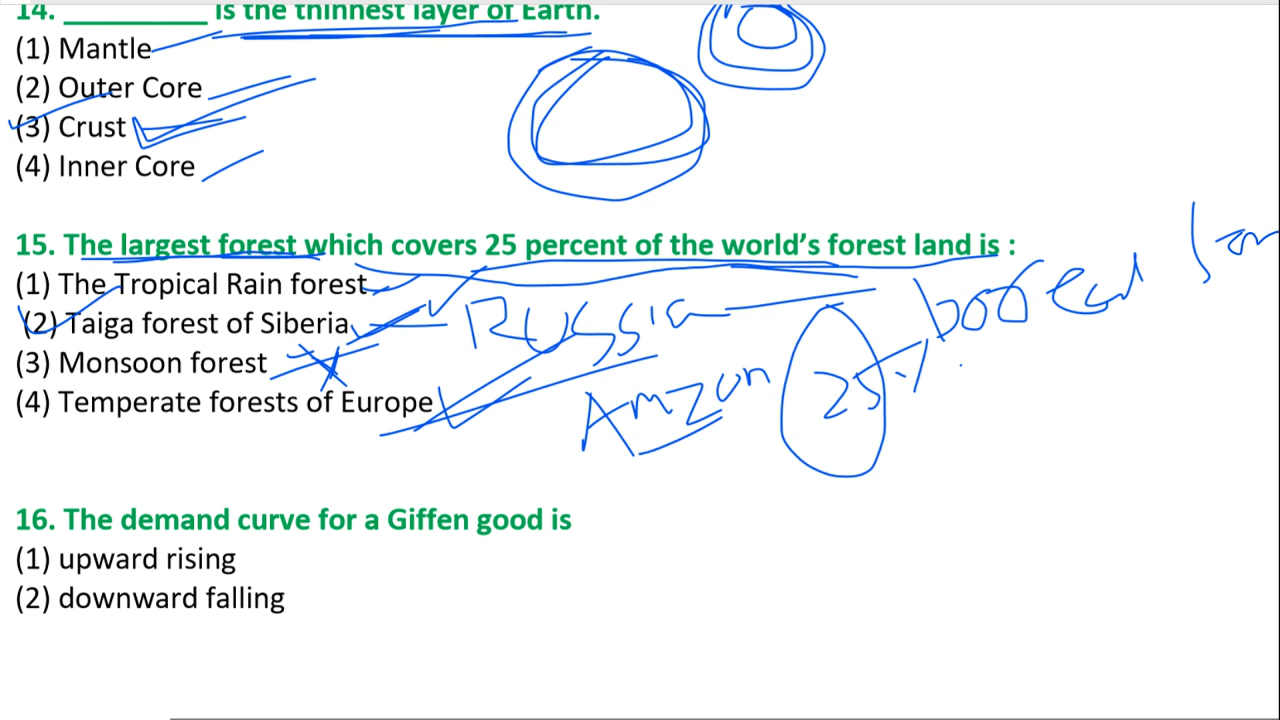 14. __________ is the thinnest layer of Earth.
(1) Mantle
(2) Outer Core
(3) Crust
(4) Inner Core
15. The largest forest which covers 25 percent of the world's forest land is :
(1) The Tropical Rain forest
(2) Taiga forest of Siberia
Russia
boreal for
(3) Monsoon forest
(4) Temperate forests of Europe
Amzon
25%
16. The demand curve for a Giffen good is
(1) upward rising
(2) downward falling